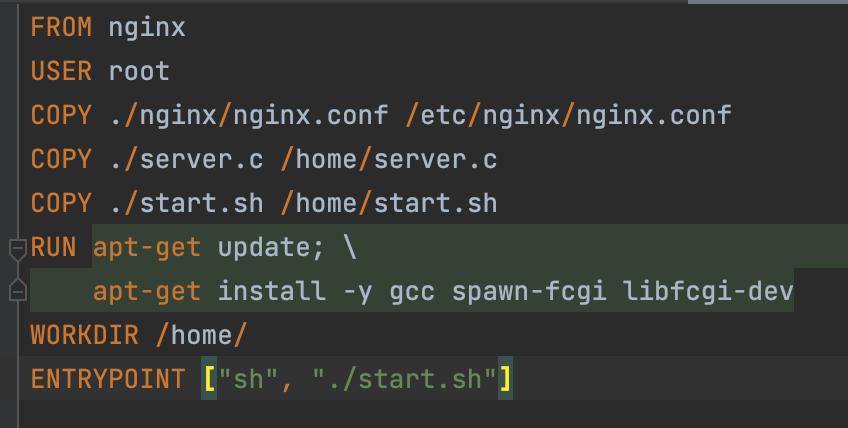 FROM nginx
USER root
COPY ./nginx/nginx.conf /etc/nginx/nginx.conf
COPY ./server.c /home/server.c
COPY ./start.sh /home/start.sh
RUN apt-get update; \
    apt-get install -y gcc spawn-fcgi libfcgi-dev
WORKDIR /home/
ENTRYPOINT ["sh", "./start.sh"]